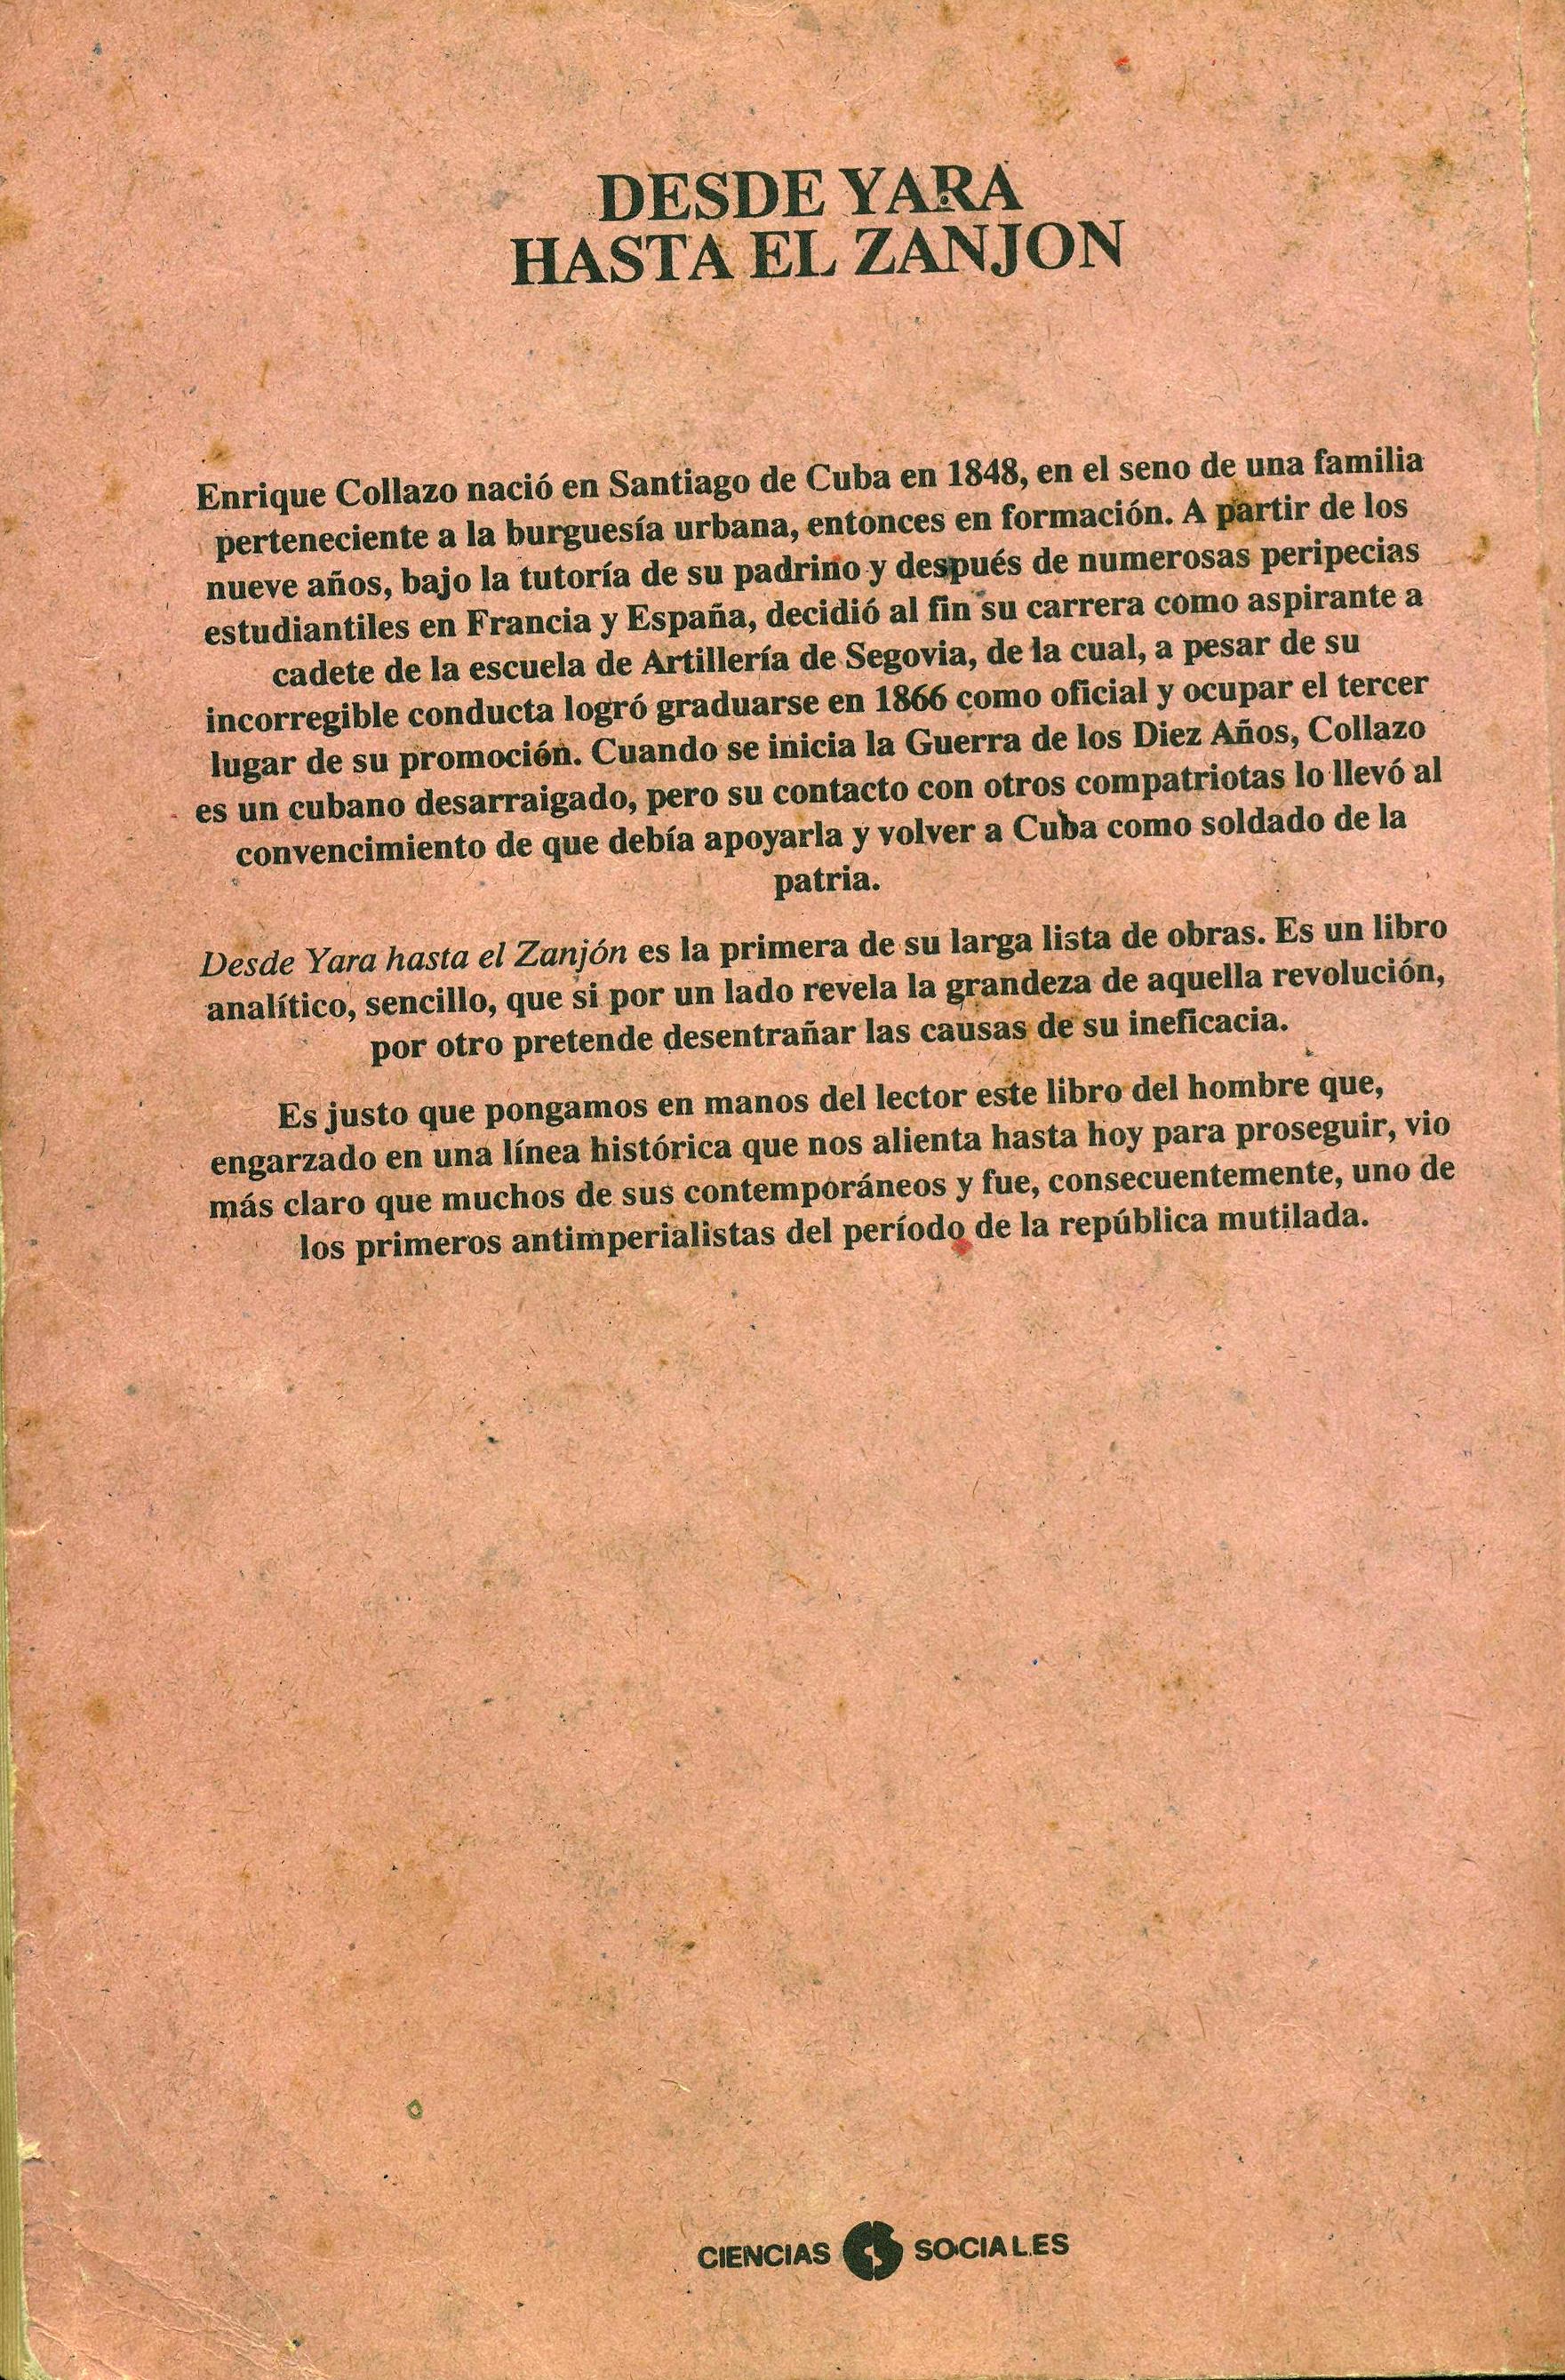 DESDE YARA
HASTA EL ZANJON
Enrique Collazo nació en Santiago de Cuba en 1848, en el seno de una familia
perteneciente a la burguesía urbana, entonces en formación. A partir de los
nueve años, bajo la tutoría de su padrino y después de numerosas peripecias
estudiantiles en Francia y España, decidió al fin su carrera como aspirante a
cadete de la escuela de Artillería de Segovia, de la cual, a pesar de su
incorregible conducta logró graduarse en 1866 como oficial y ocupar el tercer
lugar de su promoción. Cuando se inicia la Guerra de los Diez Años, Collazo
es un cubano desarraigado, pero su contacto con otros compatriotas lo llevó al
convencimiento de que debía apoyarla y volver a Cuba como soldado de la
patria.
Desde Yara hasta el Zanjón es la primera de su larga lista de obras. Es un libro
analítico, sencillo, que si por un lado revela la grandeza de aquella revolución,
por otro pretende desentrañar las causas de su ineficacia.
Es justo que pongamos en manos del lector este libro del hombre que,
engarzado en una línea histórica que nos alienta hasta hoy para proseguir, vio
más claro que muchos de sus contemporáneos y fue, consecuentemente, uno de
los primeros antimperialistas del período de la república mutilada.
CIENCIAS SOCIALES